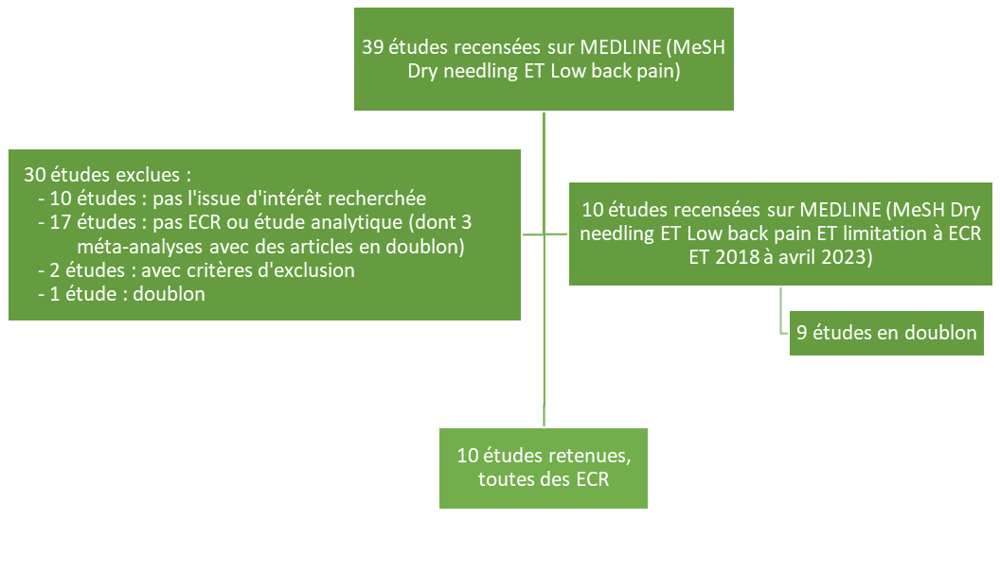 39 études recensées sur MEDLINE (MeSH
Dry needling ET Low back pain)
30 études exclues :
- 10 études : pas l'issue d'intérêt recherchée
- 17 études : pas ECR ou étude analytique (dont 3
méta-analyses avec des articles en doublon)
- 2 études : avec critères d'exclusion
- 1 étude : doublon
10 études recensées sur MEDLINE (MeSH Dry
needling ET Low back pain ET limitation à ECR
ET 2018 à avril 2023)
9 études en doublon
10 études retenues,
toutes des ECR